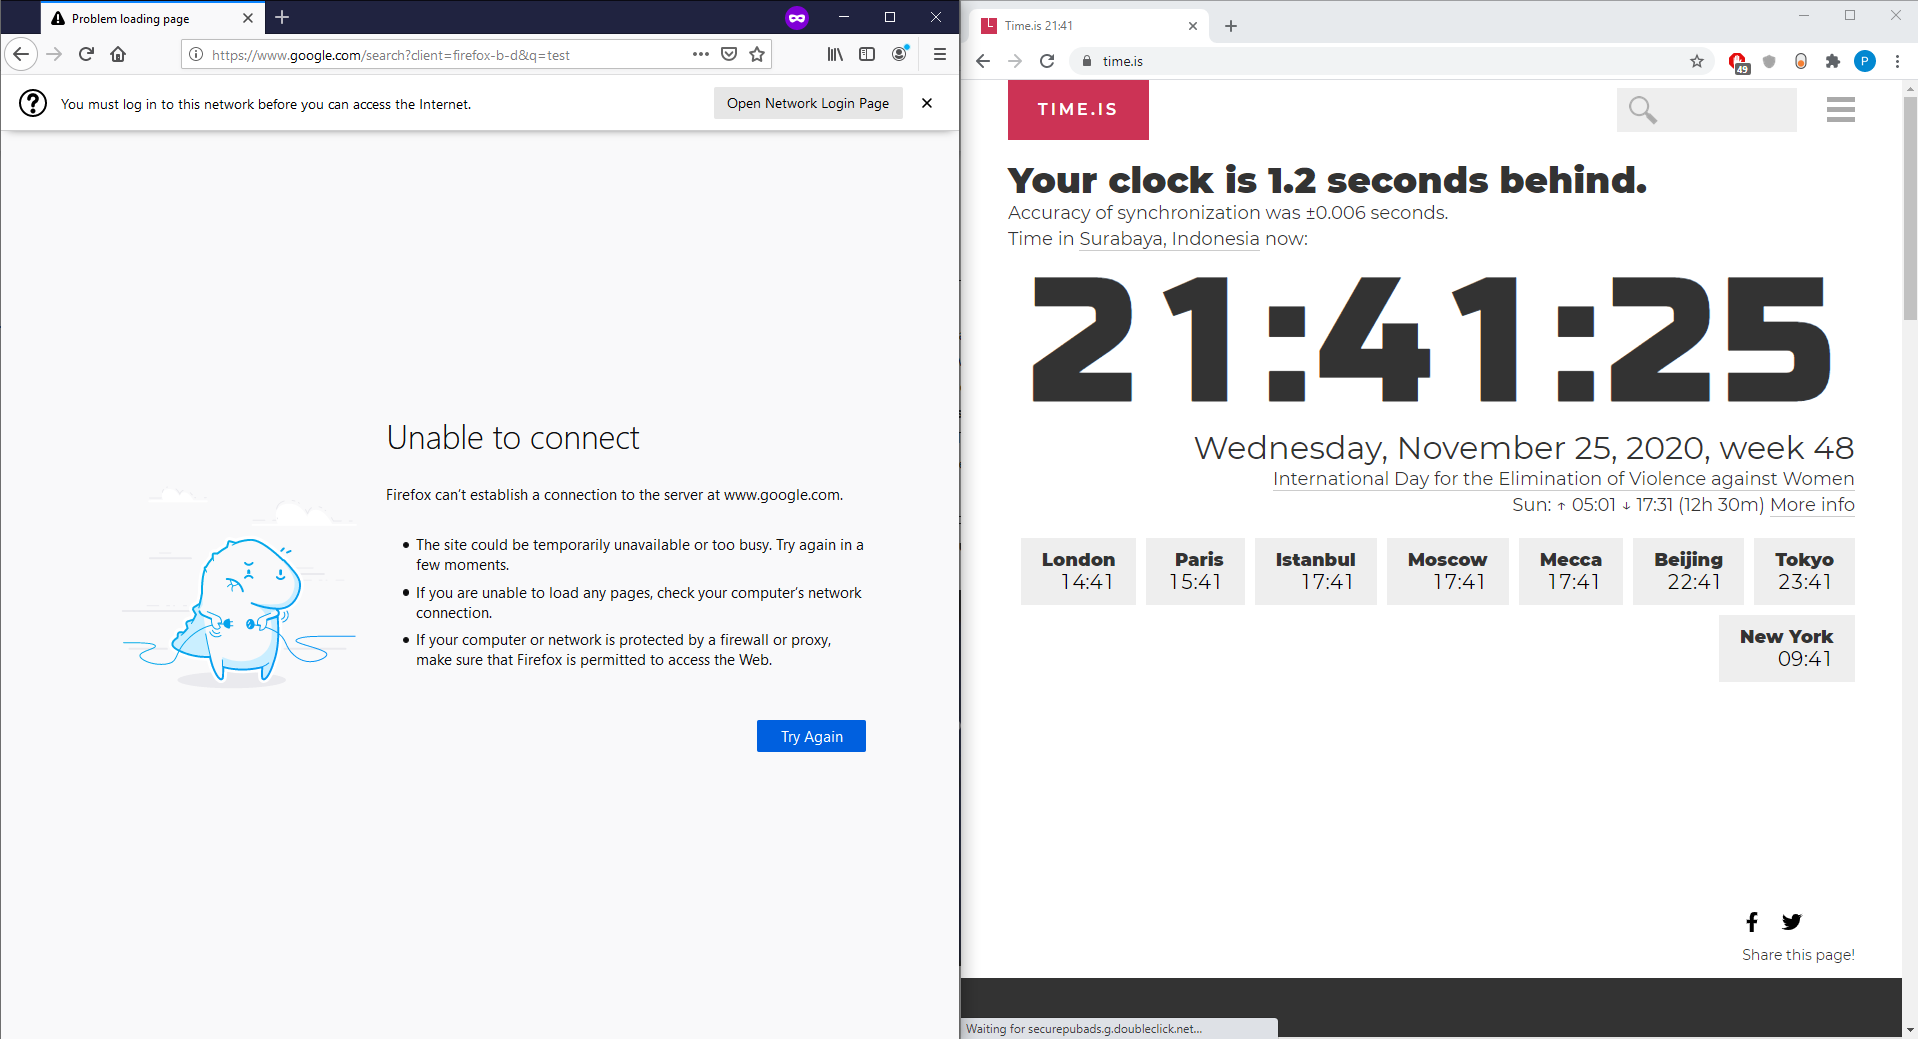 Problem loading page
https://www.google.com/search?client=firefox-b-d&q=test
You must log in to this network before you can access the Internet.
Open Network Login Page
Unable to connect
Firefox can’t establish a connection to the server at www.google.com.
The site could be temporarily unavailable or too busy. Try again in a
few moments.
If you are unable to load any pages, check your computer’s network
connection.
If your computer or network is protected by a firewall or proxy,
make sure that Firefox is permitted to access the Web.
Try Again
Time.is 21:41
time.is
49
P
TIME.IS
Your clock is 1.2 seconds behind.
Accuracy of synchronization was ±0.006 seconds.
Time in Surabaya, Indonesia now:
21:41:25
Wednesday, November 25, 2020, week 48
International Day for the Elimination of Violence against Women
Sun: ↑ 05:01 ↓ 17:31 (12h 30m) More info
London Paris Istanbul Moscow Mecca Beijing Tokyo
14:41 15:41 17:41 17:41 17:41 22:41 23:41
New York
09:41
Share this page!
Waiting for securepubads.g.doubleclick.net...